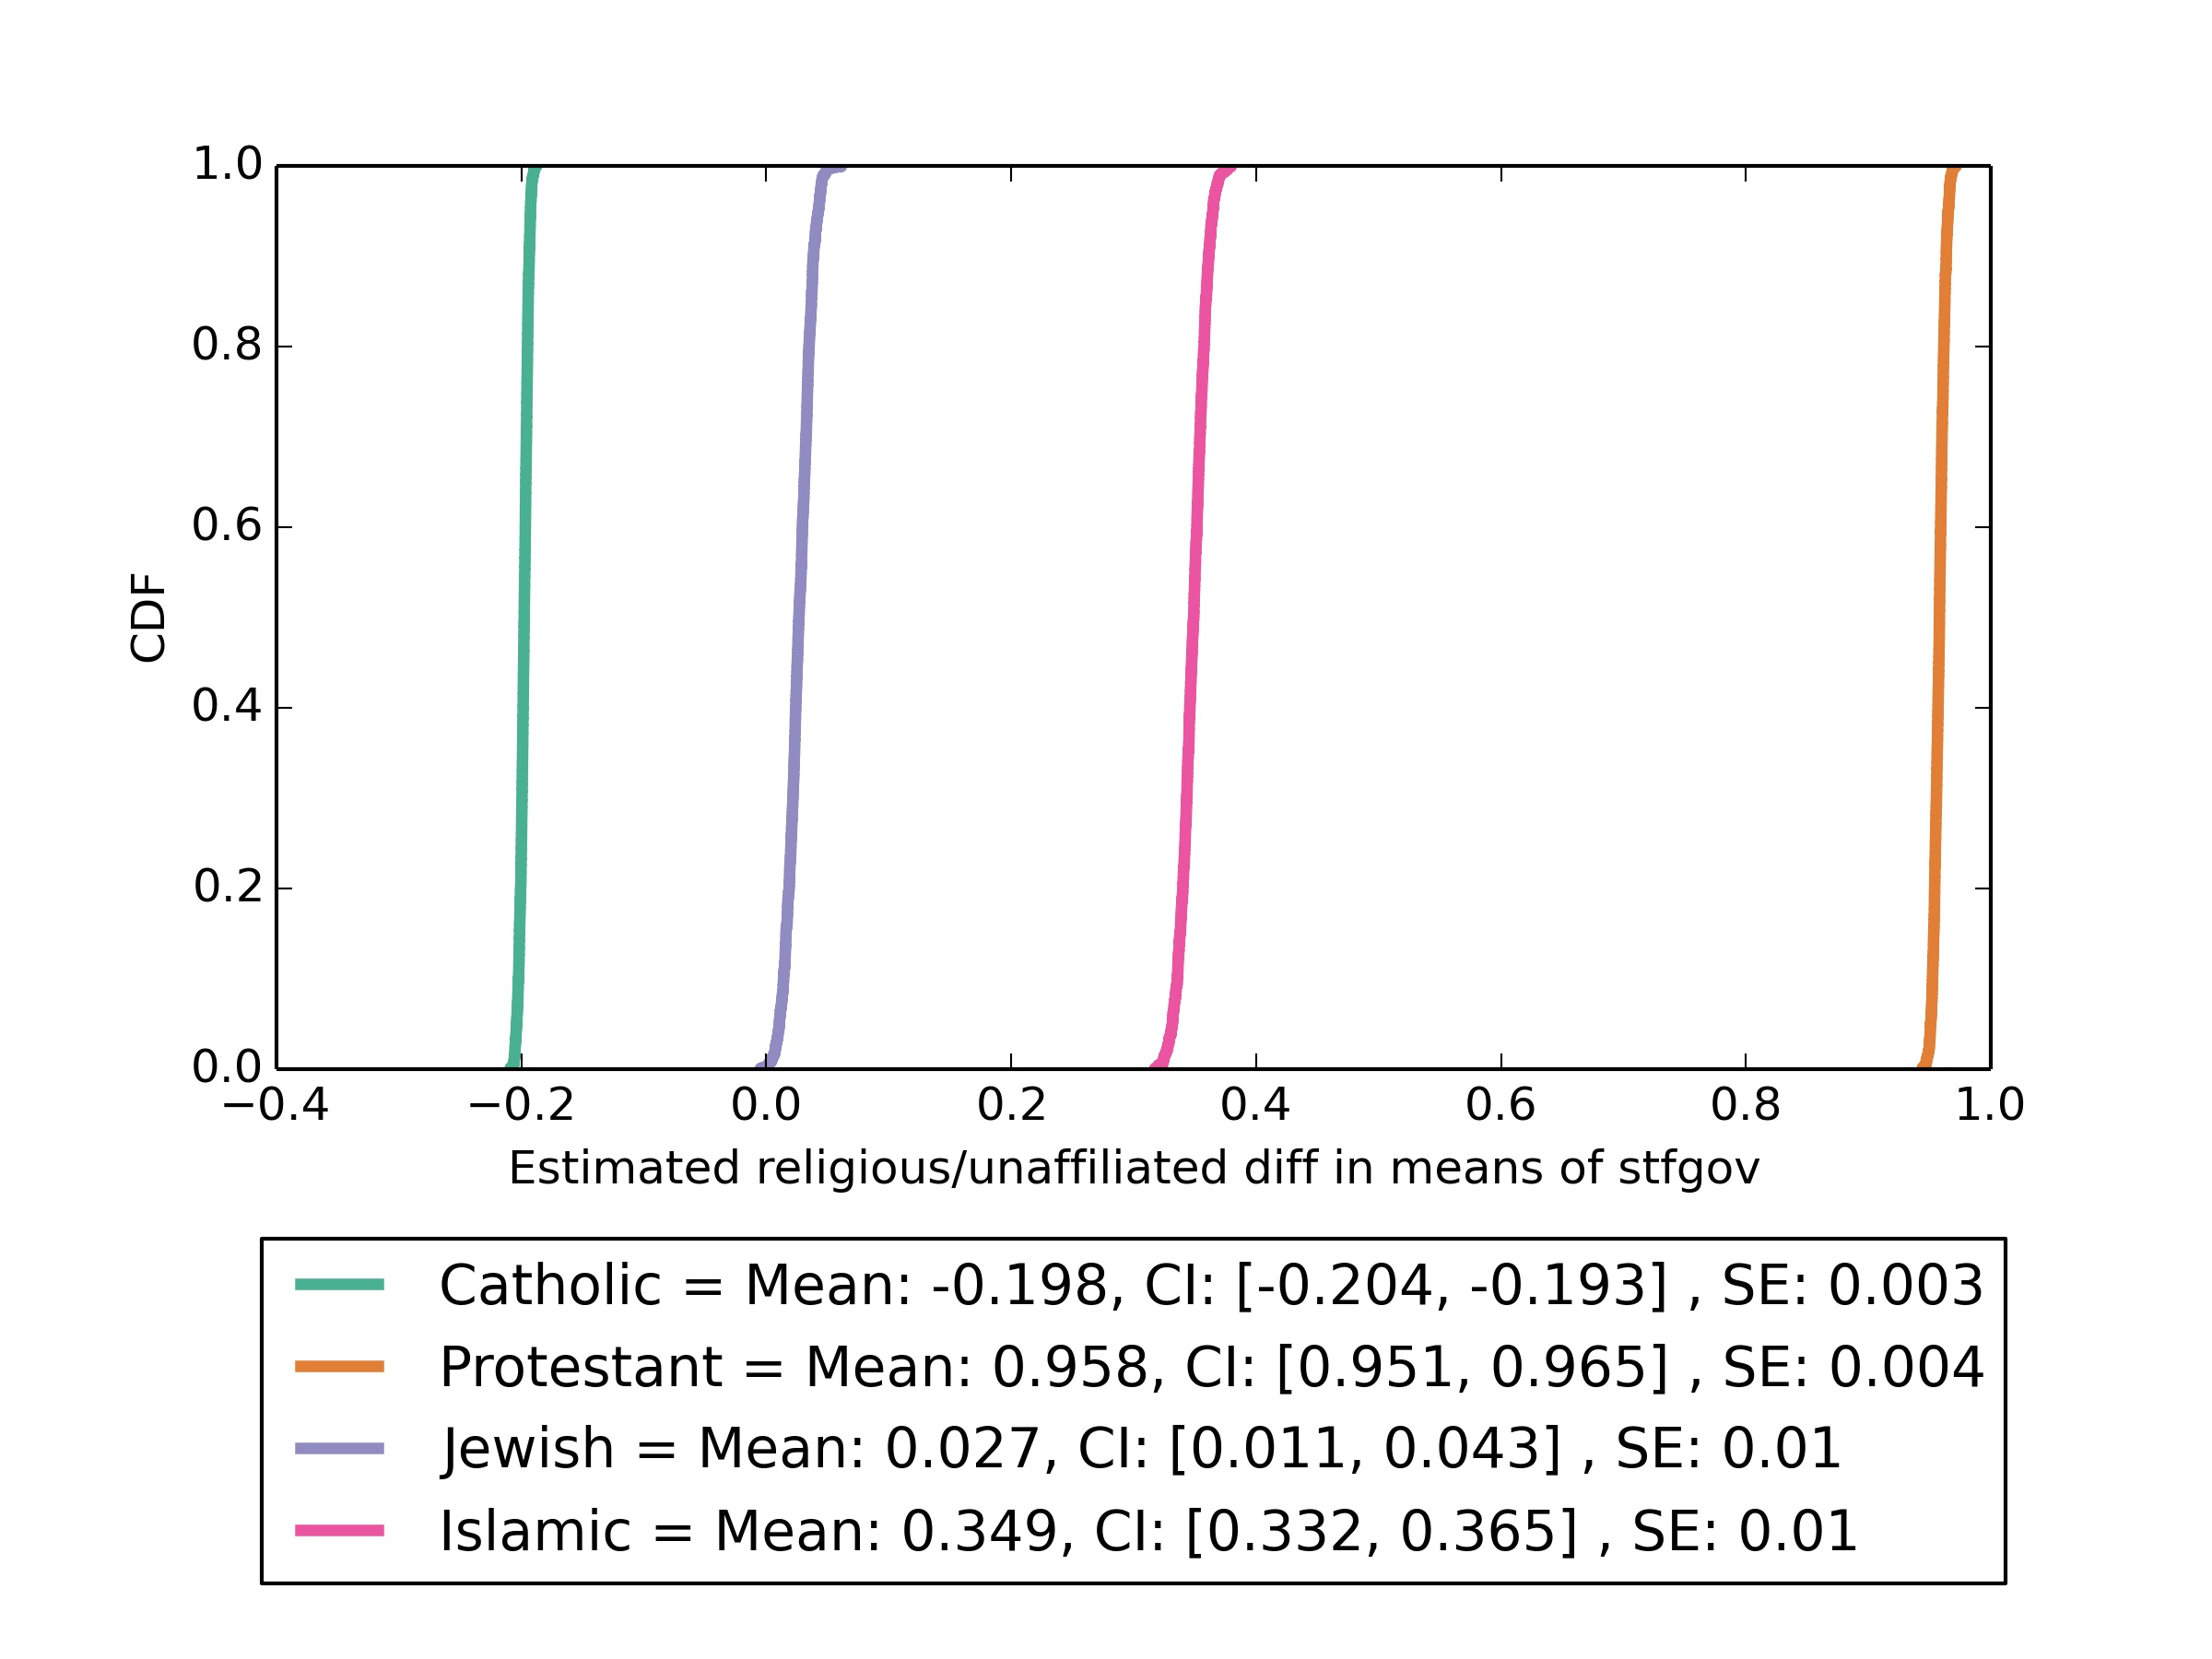 1.0
0.8
0.6
0.4
0.2
0.0
CDF
−0.4 −0.2 0.0 0.2 0.4 0.6 0.8 1.0
Estimated religious/unaffiliated diff in means of stfgov
Catholic = Mean: -0.198, CI: [-0.204, -0.193] , SE: 0.003
Protestant = Mean: 0.958, CI: [0.951, 0.965] , SE: 0.004
Jewish = Mean: 0.027, CI: [0.011, 0.043] , SE: 0.01
Islamic = Mean: 0.349, CI: [0.332, 0.365] , SE: 0.01